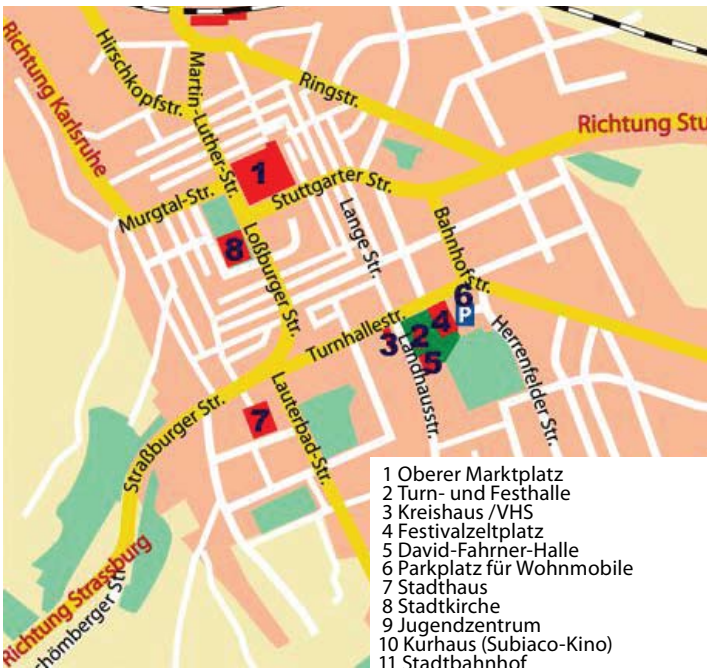 Richtung Karlsruhe
Hirschkopfstr.
Martin-Luther-Str.
Ringstr.
Richtung Stu
1
Murgtal-Str.
Stuttgarter Str.
8
Loßburger Str.
Lange Str.
Bahnhofstr.
6
P
4
2
3
5
Turnhallestr.
Landhausstr.
Herrenfelder Str.
7
Straßburger Str.
Lauterbad-Str.
Richtung Strassburg
chömberger Str.
1 Oberer Marktplatz
2 Turn- und Festhalle
3 Kreishaus /VHS
4 Festivalzeltplatz
5 David-Fahrner-Halle
6 Parkplatz für Wohnmobile
7 Stadthaus
8 Stadtkirche
9 Jugendzentrum
10 Kurhaus (Subiaco-Kino)
11 Stadtbahnhof